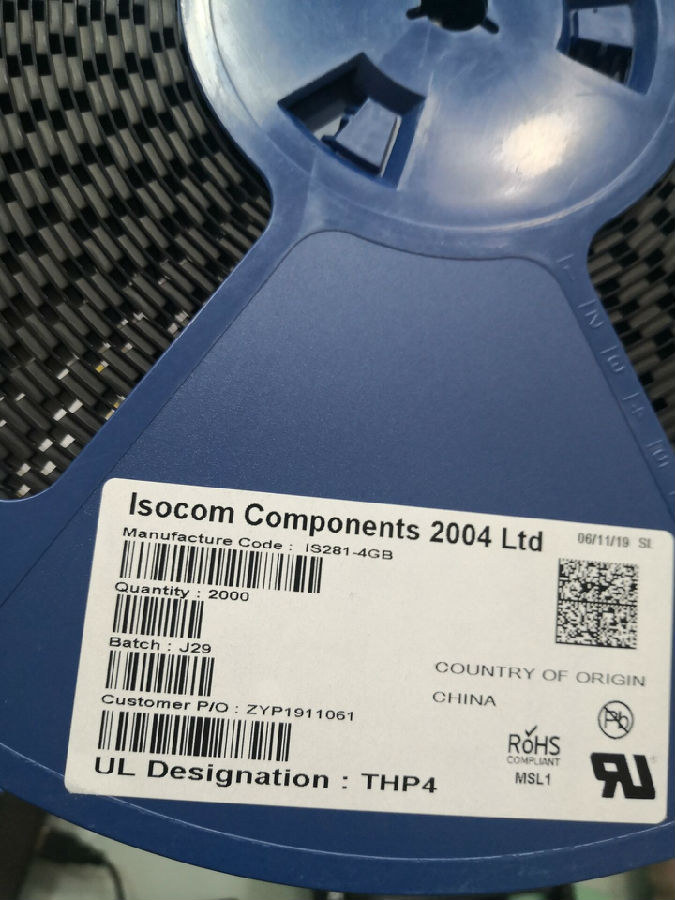 Isocom Components 2004 Ltd
06/11/19 SL
Manufacture Code : IS281-4GB
Quantity : 2000
Batch : J29
COUNTRY OF ORIGIN
CHINA
Customer P/O : ZYP1911061
Pb
RoHS
COMPLIANT
MSL1
UL Designation : THP4